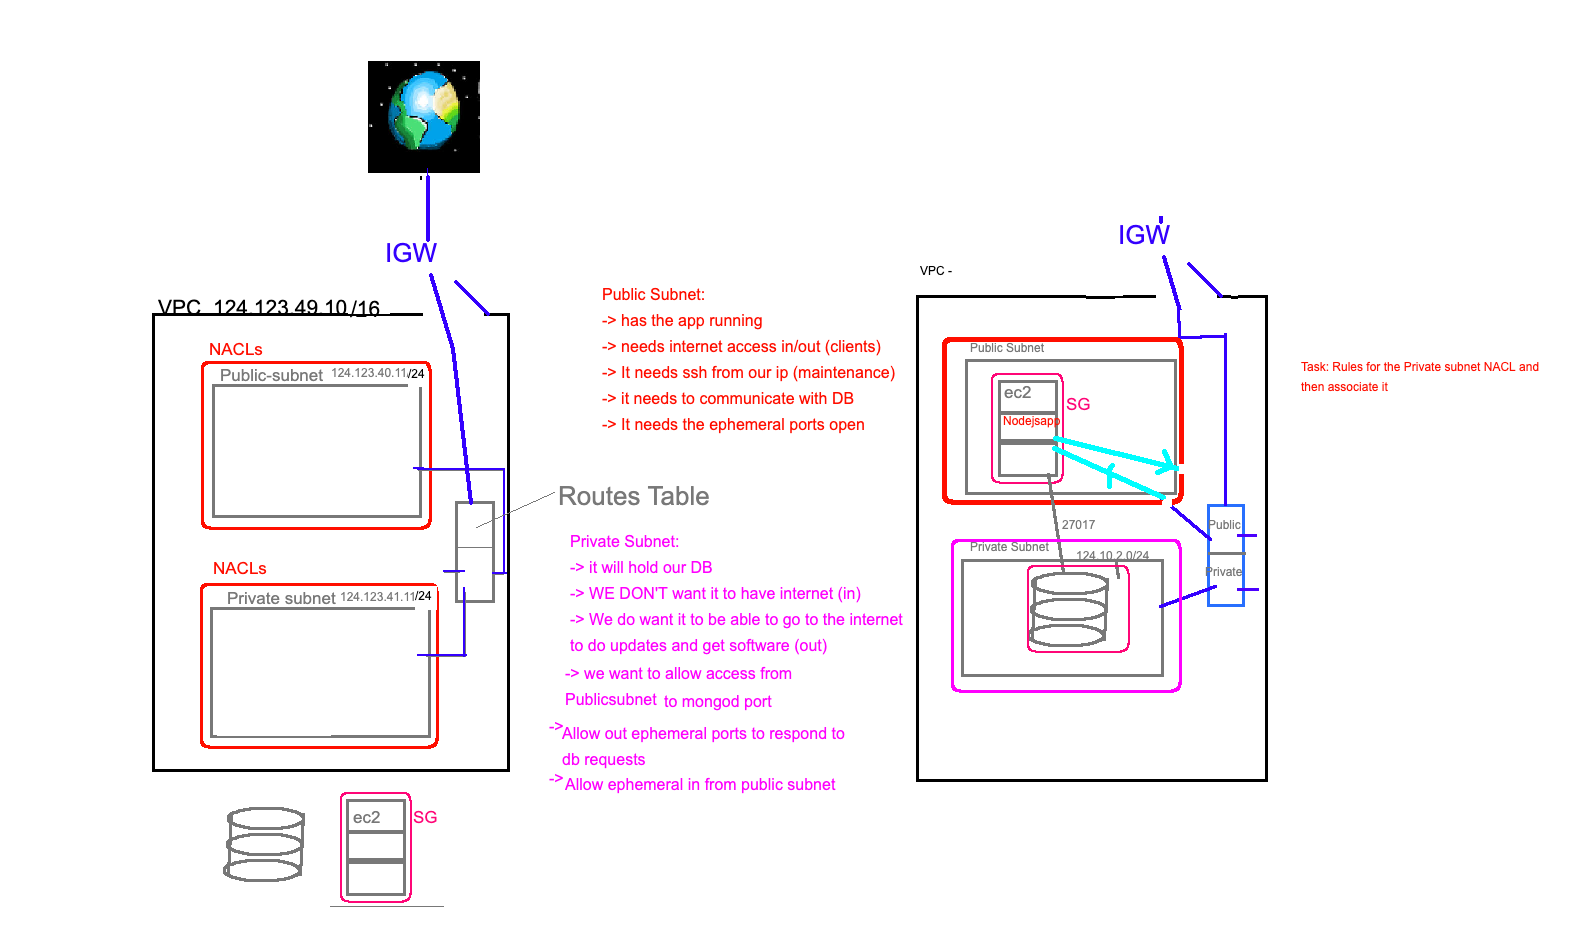 IGW
VPC 124.123.49.10/16
NACLs
Public-subnet 124.123.40.11/24
NACLs
Private subnet 124.123.41.11/24
ec2
SG
Public Subnet:
-> has the app running
-> needs internet access in/out (clients)
-> It needs ssh from our ip (maintenance)
-> it needs to communicate with DB
-> It needs the ephemeral ports open
Routes Table
Private Subnet:
-> it will hold our DB
-> WE DON'T want it to have internet (in)
-> We do want it to be able to go to the internet
to do updates and get software (out)
-> we want to allow access from
Publicsubnet to mongod port
->Allow out ephemeral ports to respond to
db requests
->Allow ephemeral in from public subnet
IGW
VPC -
Public Subnet
ec2
SG
Nodejsapp
27017
Private Subnet
124.10.2.0/24
Public
Private
Task: Rules for the Private subnet NACL and
then associate it